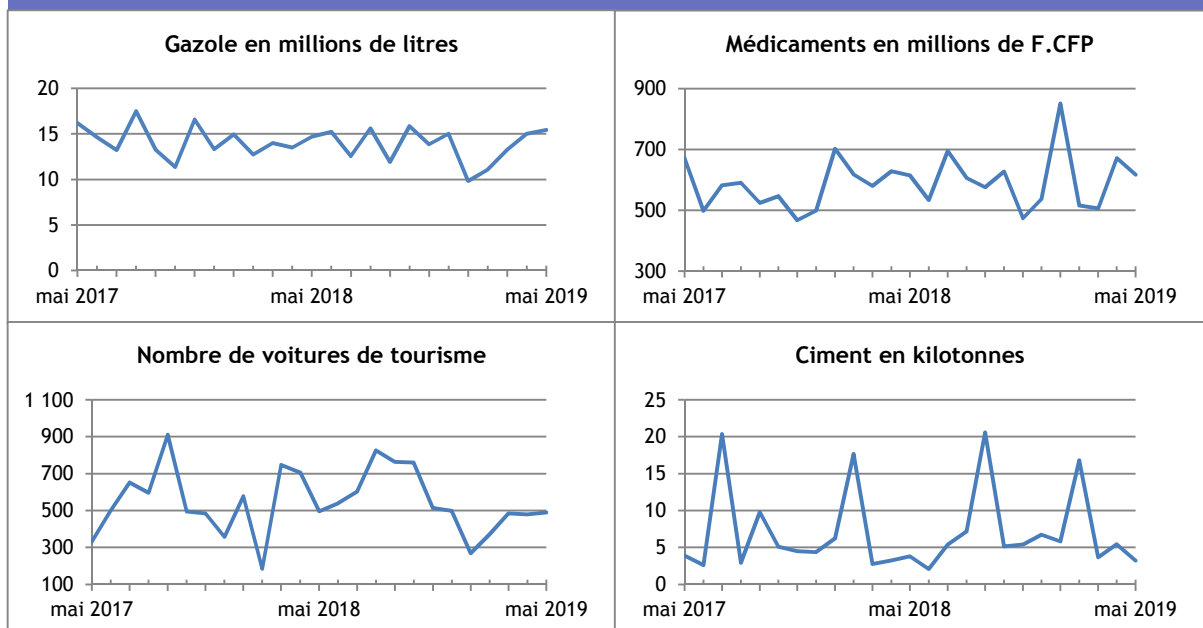 Gazole en millions de litres
20
15
10
5
0
mai 2017 mai 2018 mai 2019
Médicaments en millions de F.CFP
900
700
500
300
mai 2017 mai 2018 mai 2019
Nombre de voitures de tourisme
1 100
900
700
500
300
100
mai 2017 mai 2018 mai 2019
Ciment en kilotonnes
25
20
15
10
5
0
mai 2017 mai 2018 mai 2019